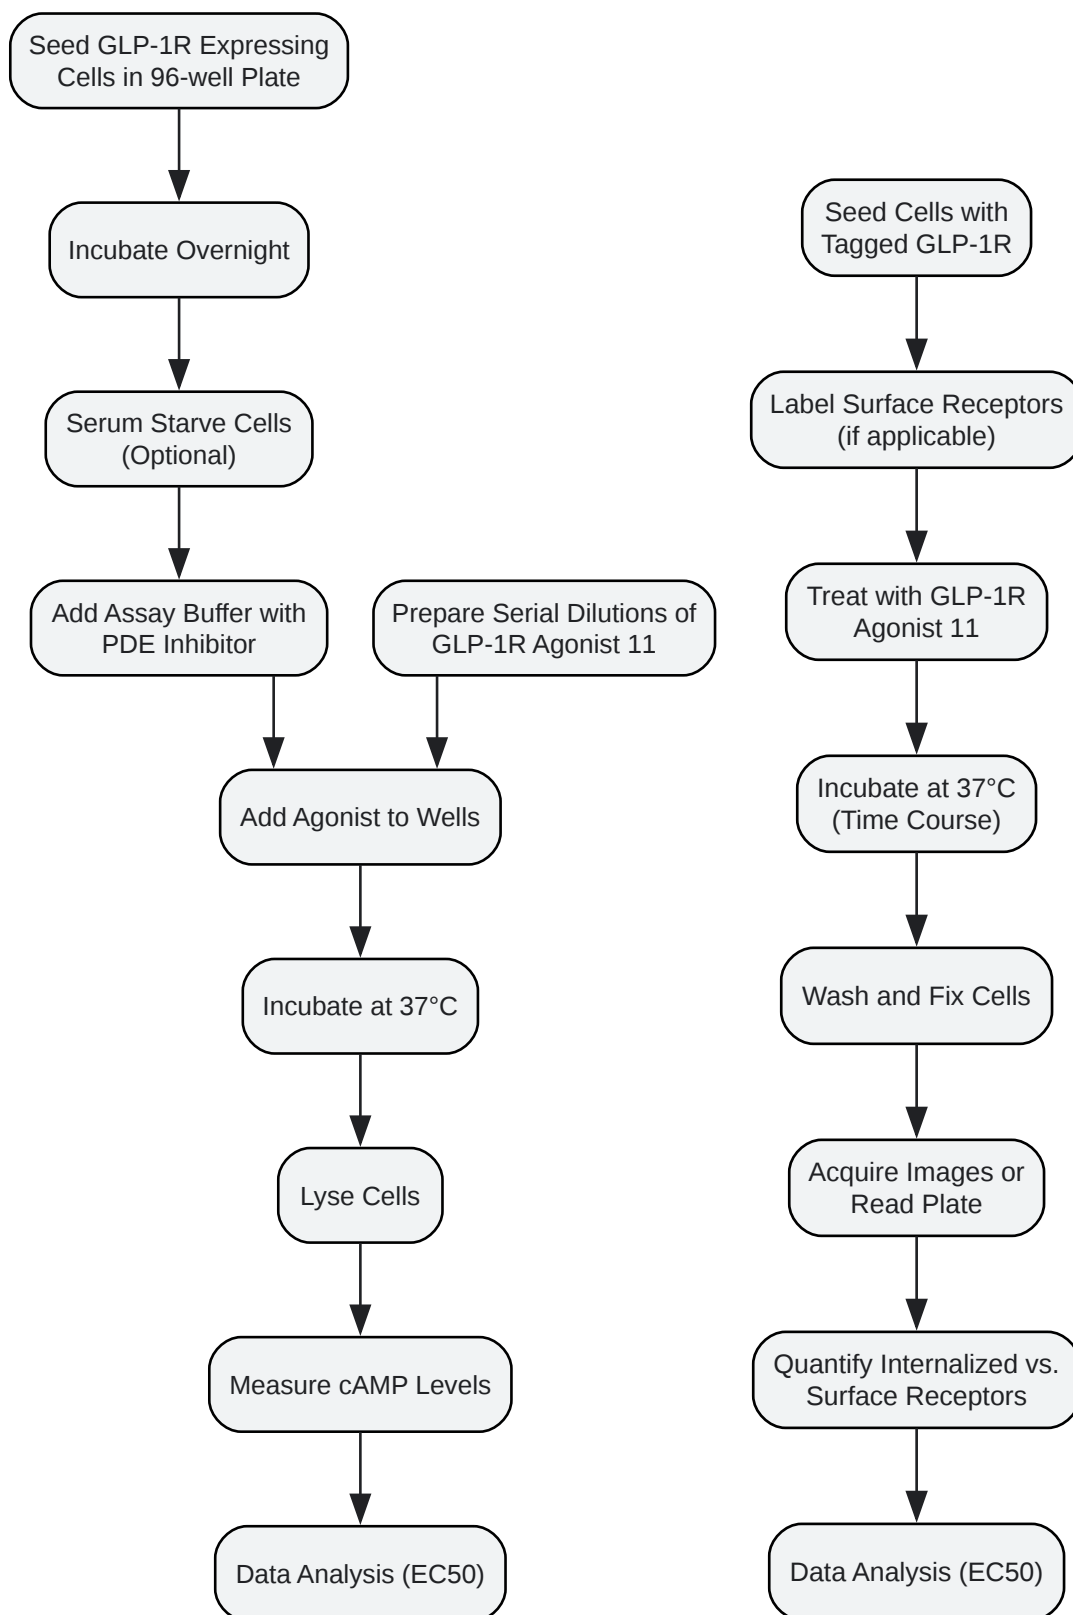 Seed GLP-1R Expressing
Cells in 96-well Plate
Incubate Overnight
Serum Starve Cells
(Optional)
Add Assay Buffer with
PDE Inhibitor
Prepare Serial Dilutions of
GLP-1R Agonist 11
Add Agonist to Wells
Incubate at 37°C
Lyse Cells
Measure cAMP Levels
Data Analysis (EC50)
Seed Cells with
Tagged GLP-1R
Label Surface Receptors
(if applicable)
Treat with GLP-1R
Agonist 11
Incubate at 37°C
(Time Course)
Wash and Fix Cells
Acquire Images or
Read Plate
Quantify Internalized vs.
Surface Receptors
Data Analysis (EC50)